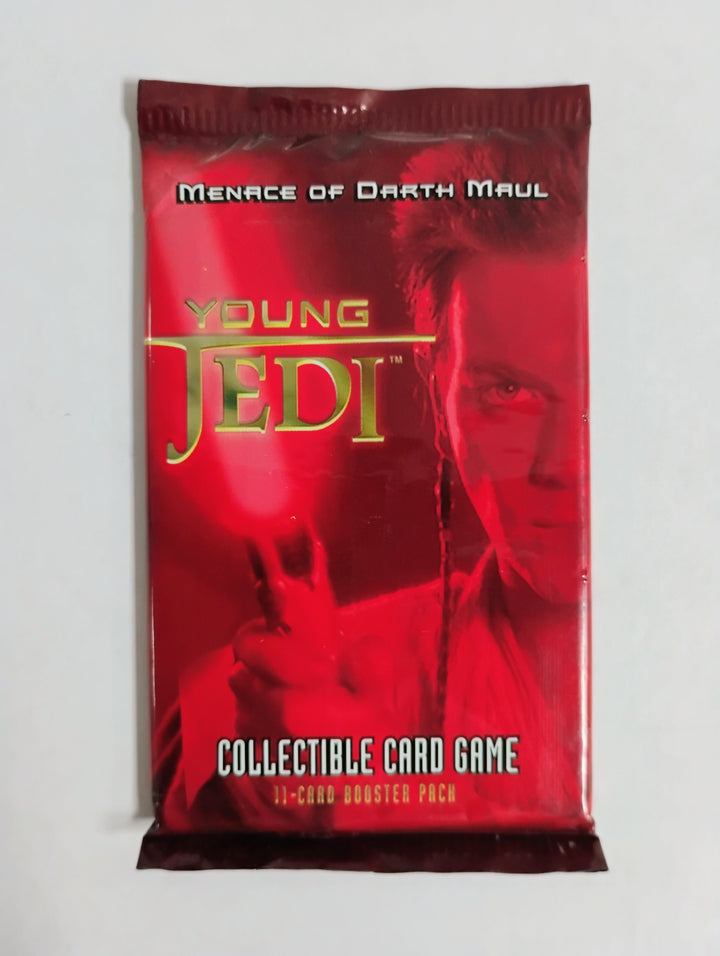 Menace of Darth Maul
YOUNG
JEDI™
COLLECTIBLE CARD GAME
11-CARD BOOSTER PACK